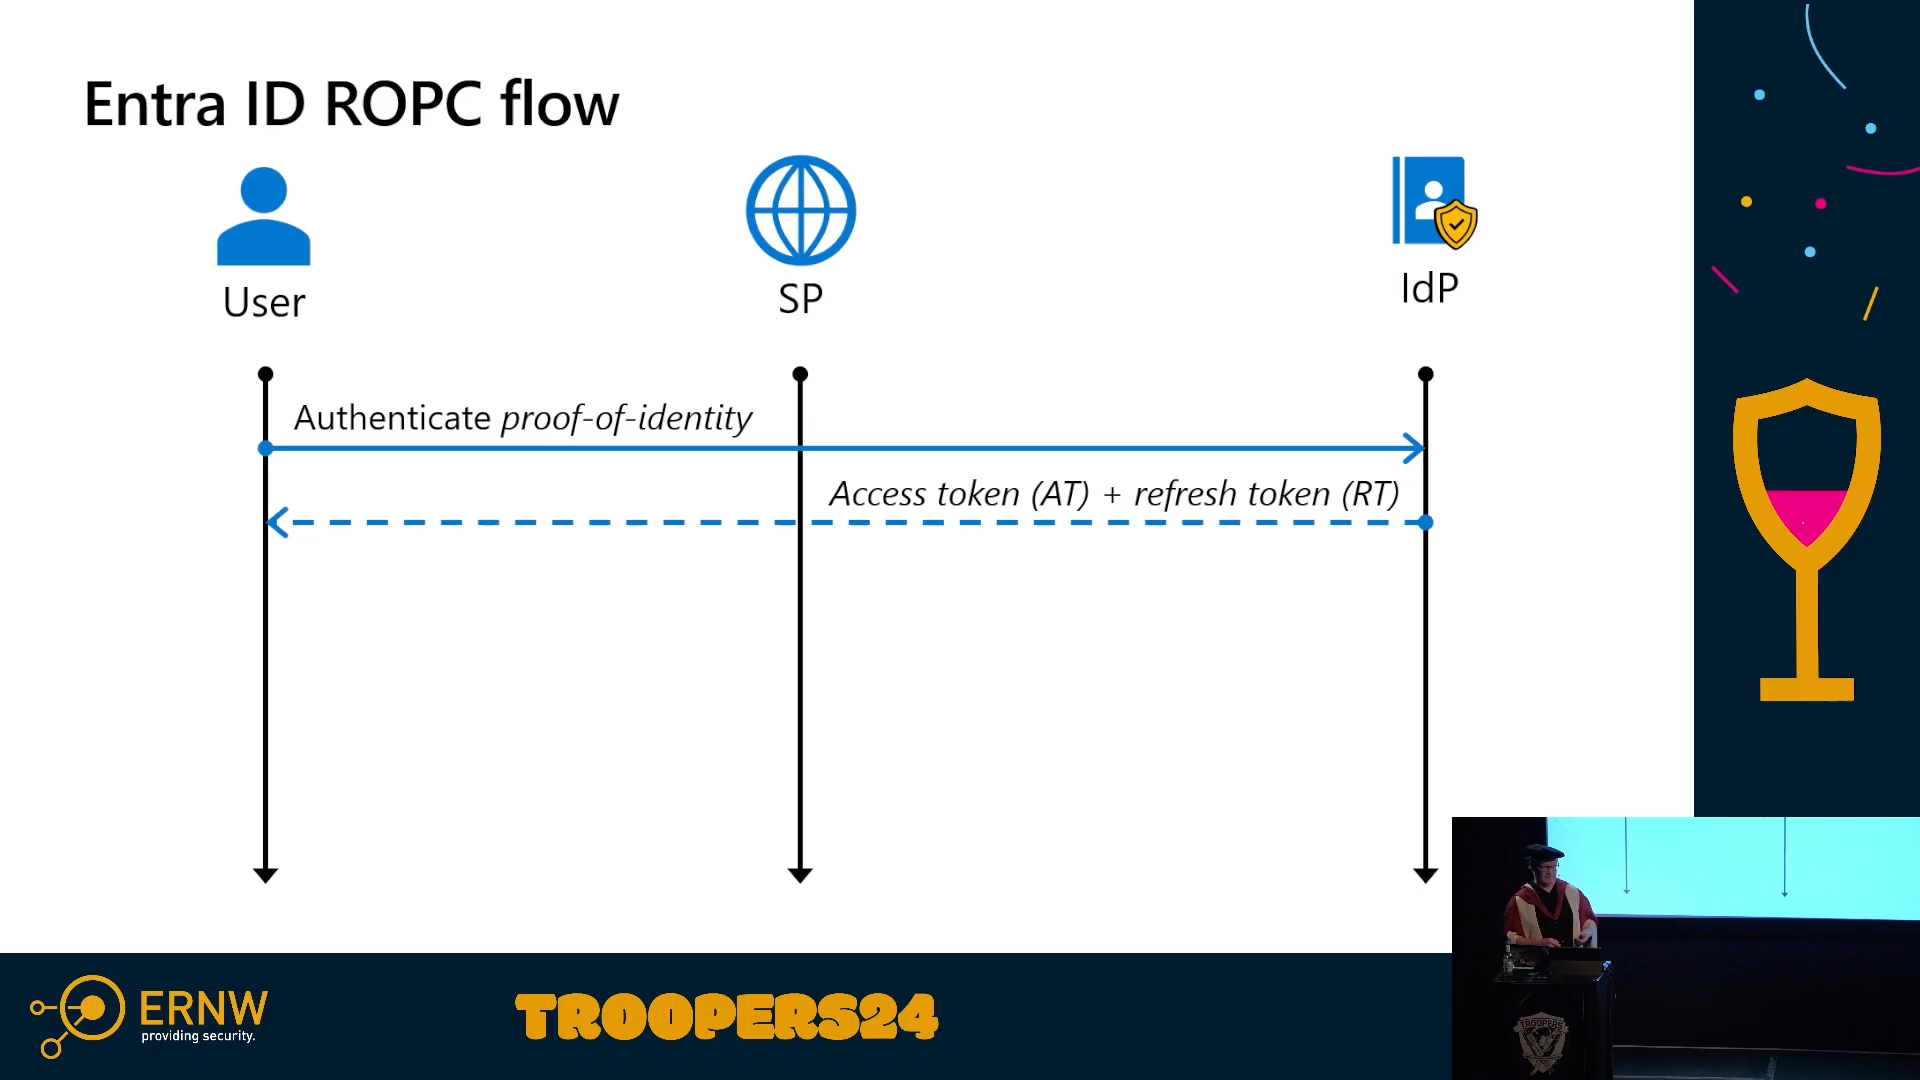 Entra ID ROPC flow
User
SP
IdP
Authenticate proof-of-identity
Access token (AT) + refresh token (RT)
ERNW
providing security.
TROOPERS24
TROOPERS